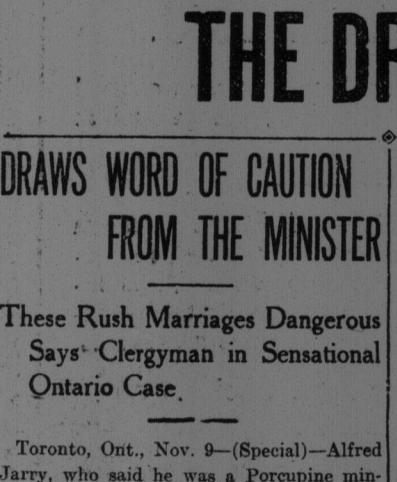 THE
DRAWS WORD OF CAUTION
FROM THE MINISTER
These Rush Marriages Dangerous
Says Clergyman in Sensational
Ontario Case.
Toronto, Ont., Nov. 9—(Special)—Alfred
Jarry, who said he was a Porcupine min-